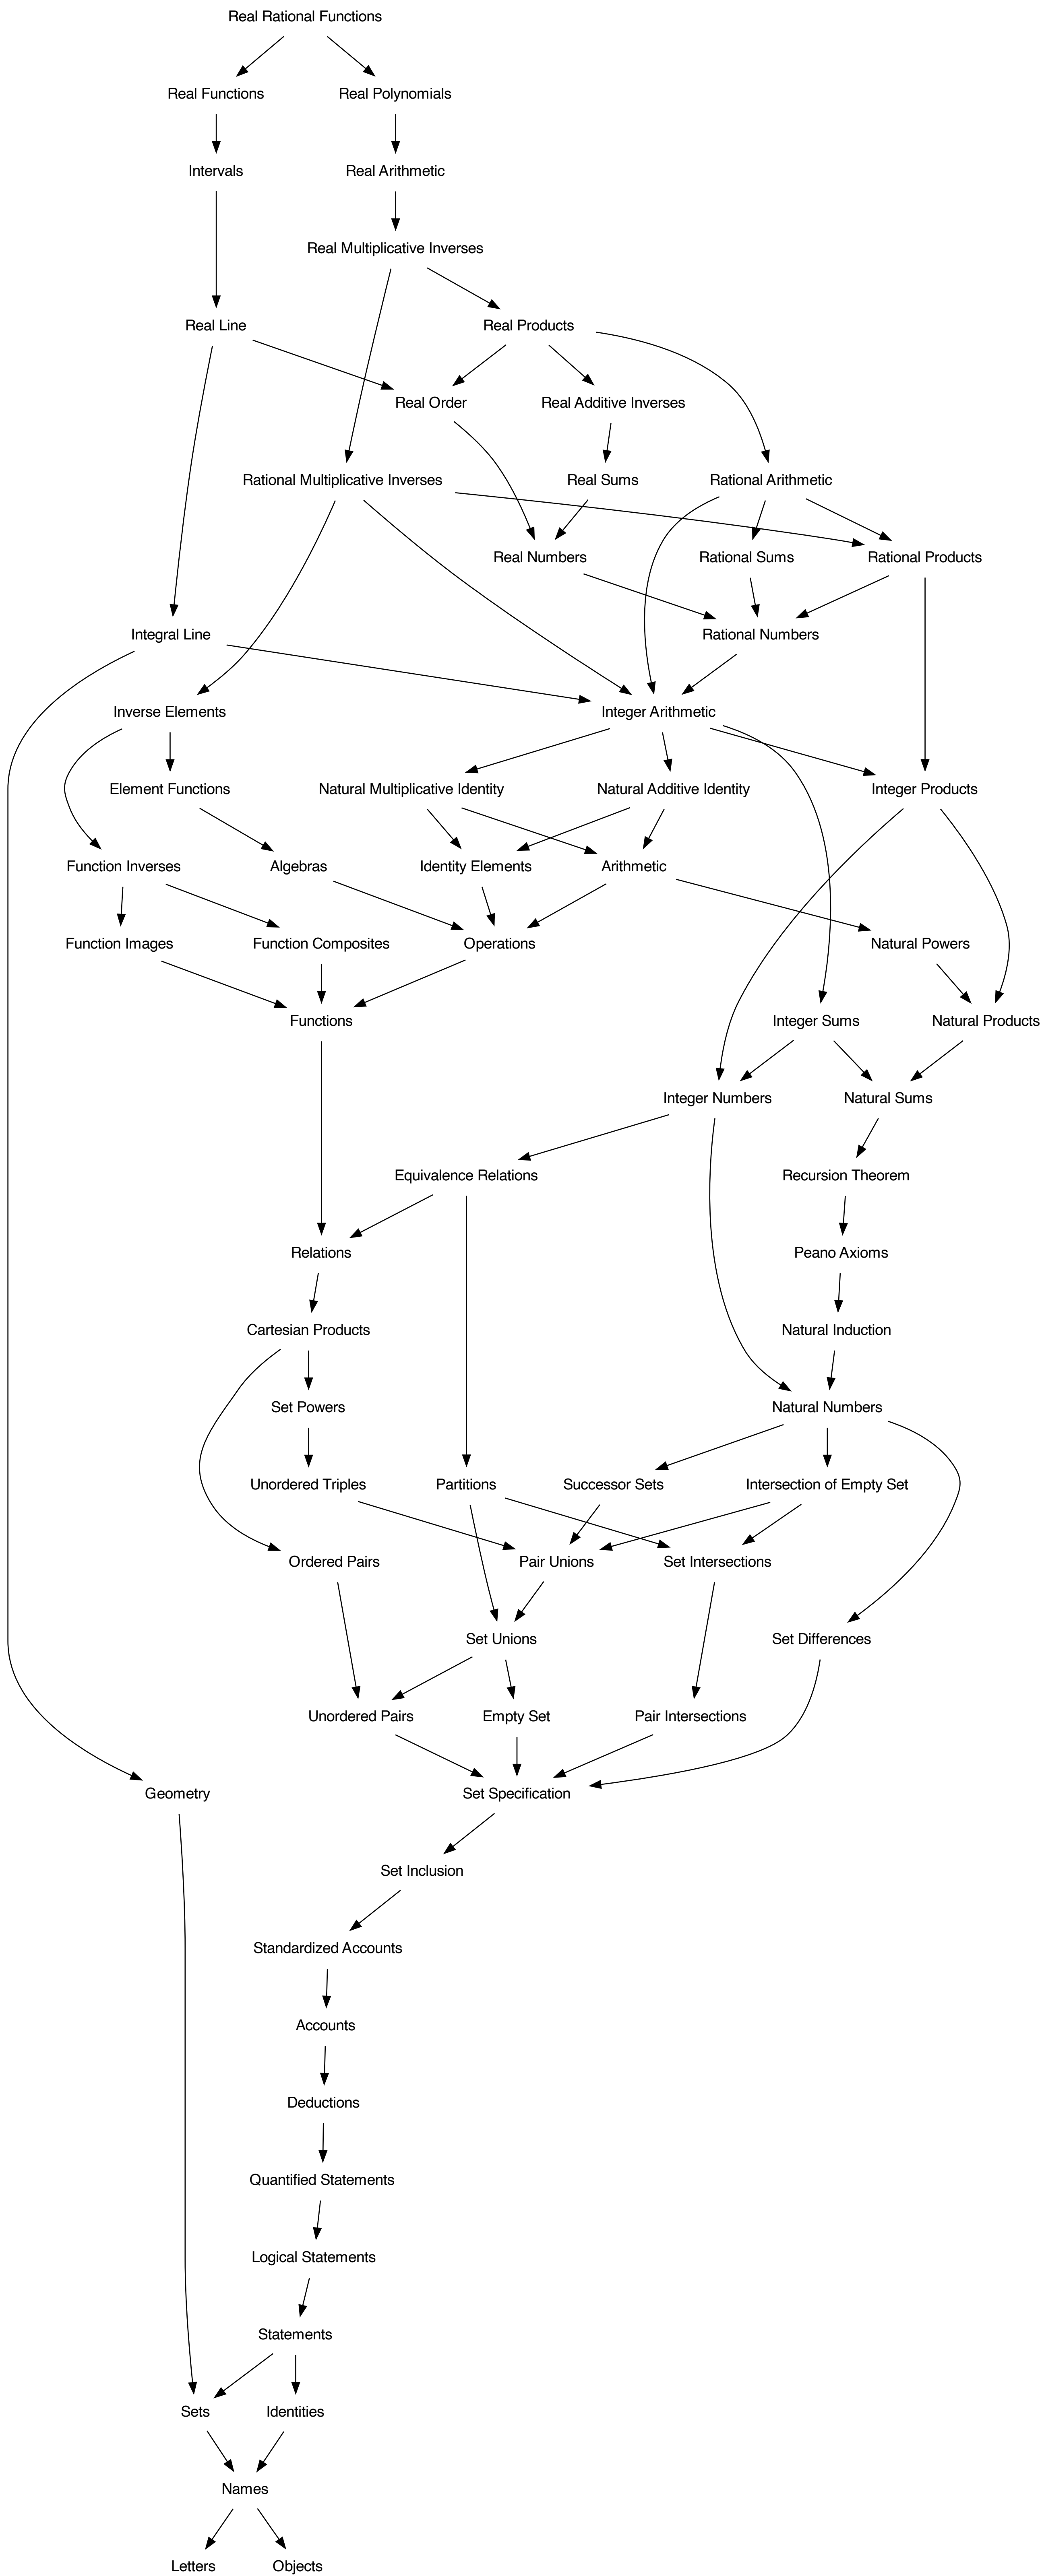 Real Rational Functions
Real Functions
Real Polynomials
Intervals
Real Arithmetic
Real Multiplicative Inverses
Real Line
Real Products
Real Order
Real Additive Inverses
Rational Multiplicative Inverses
Real Sums
Rational Arithmetic
Real Numbers
Rational Sums
Rational Products
Integral Line
Rational Numbers
Inverse Elements
Integer Arithmetic
Element Functions
Natural Multiplicative Identity
Natural Additive Identity
Integer Products
Function Inverses
Algebras
Identity Elements
Arithmetic
Function Images
Function Composites
Operations
Natural Powers
Functions
Integer Sums
Natural Products
Integer Numbers
Natural Sums
Equivalence Relations
Recursion Theorem
Relations
Peano Axioms
Cartesian Products
Natural Induction
Set Powers
Natural Numbers
Unordered Triples
Partitions
Successor Sets
Intersection of Empty Set
Ordered Pairs
Pair Unions
Set Intersections
Set Unions
Set Differences
Unordered Pairs
Empty Set
Pair Intersections
Geometry
Set Specification
Set Inclusion
Standardized Accounts
Accounts
Deductions
Quantified Statements
Logical Statements
Statements
Sets
Identities
Names
Letters
Objects